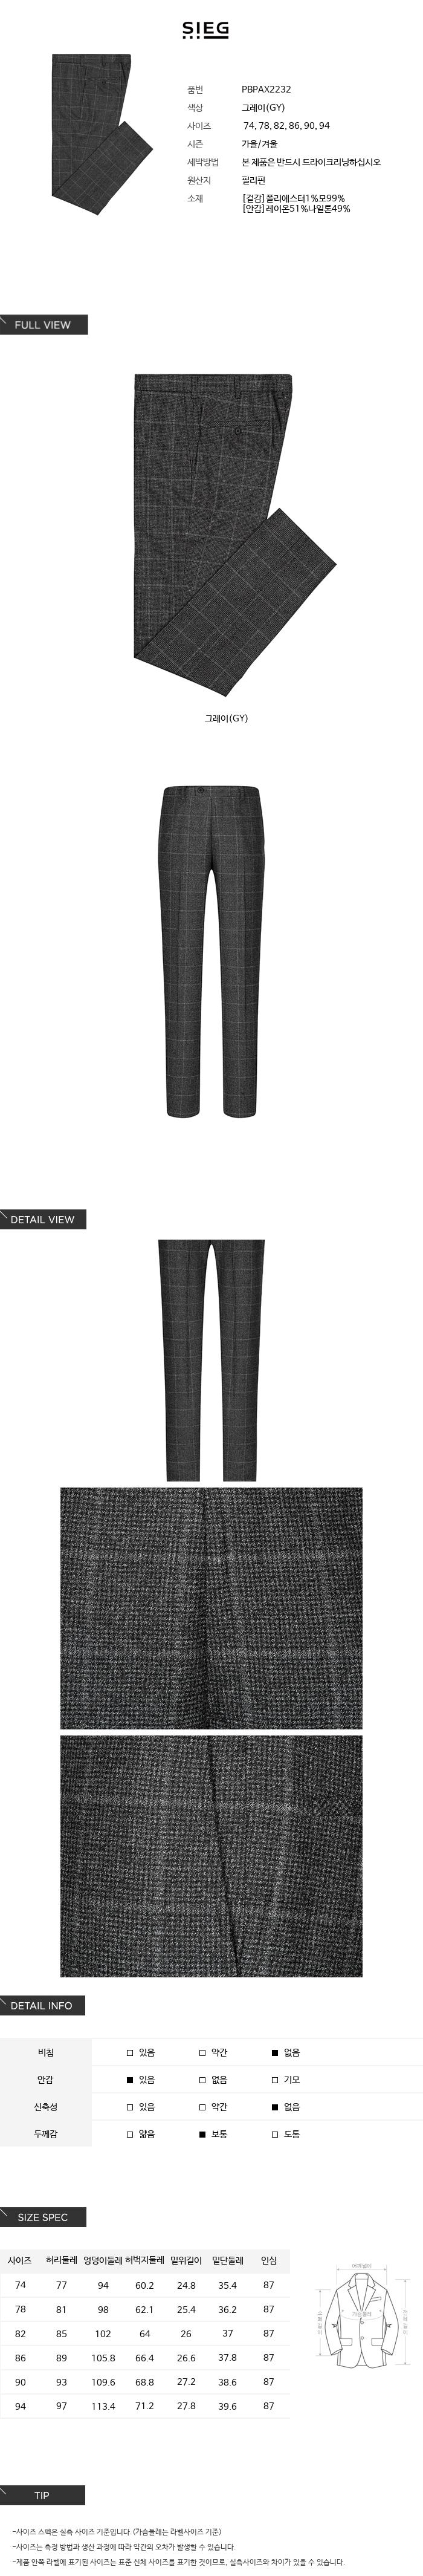 SIEG
품번 PBPAX2232
색상 그레이(GY)
사이즈 74, 78, 82, 86, 90, 94
시즌 가을/겨울
세탁방법 본 제품은 반드시 드라이크리닝하십시오
원산지 필리핀
소재 [겉감]폴리에스터1%모99%
[안감]레이온51%나일론49%
FULL VIEW
그레이(GY)
DETAIL VIEW
DETAIL INFO
비침 □ 있음 □ 약간 ■ 없음
안감 ■ 있음 □ 없음 □ 기모
신축성 □ 있음 □ 약간 ■ 없음
두께감 □ 얇음 ■ 보통 □ 도톰
SIZE SPEC
사이즈 허리둘레 엉덩이둘레 허벅지둘레 밑위길이 밑단둘레 인심
74 77 94 60.2 24.8 35.4 87
78 81 98 62.1 25.4 36.2 87
82 85 102 64 26 37 87
86 89 105.8 66.4 26.6 37.8 87
90 93 109.6 68.8 27.2 38.6 87
94 97 113.4 71.2 27.8 39.6 87
어깨넓이
가슴둘레
소매길이
TIP
-사이즈 스펙은 실측 사이즈 기준입니다.(가슴둘레는 라벨사이즈 기준)
-사이즈는 측정 방법과 생산 과정에 따라 약간의 오차가 발생할 수 있습니다.
-제품 안쪽 라벨에 표기된 사이즈는 표준 신체 사이즈를 표기한 것이므로, 실측사이즈와 차이가 있을 수 있습니다.